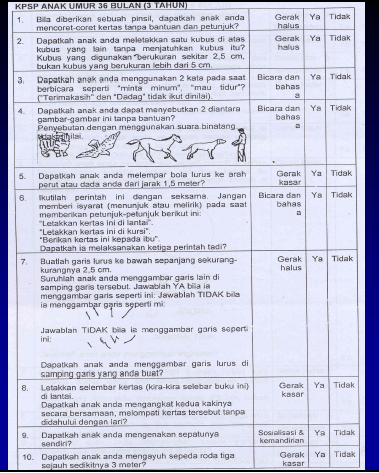 KPSP ANAK UMUR 36 BULAN (3 TAHUN)
1. Bila diberikan sebuah pensil, dapatkah anak anda Gerak Ya Tidak
mencoret-coret kertas tanpa bantuan dan petunjuk? halus
2. Dapatkah anak anda meletakkan satu kubus di atas Gerak Ya Tidak
kubus yang lain tanpa menjatuhkan kubus itu? halus
Kubus yang digunakan berukuran sekitar 2,5 cm,
bukan kubus yang berukuran lebih dari 5 cm.
3. Dapatkah anak anda menggunakan 2 kata pada saat Bicara dan Ya Tidak
berbicara seperti "minta minum", "mau tidur"? bahas
("Terimakasih" dan "Dadag" tidak ikut dinilai). a
4. Apakah anak anda dapat menyebutkan 2 diantara Bicara dan Ya Tidak
gambar-gambar ini tanpa bantuan? bahas
Penyebutan dengan menggunakan suara binatang a
tidak dinilai.
5. Dapatkah anak anda melempar bola lurus ke arah Gerak Ya Tidak
perut atau dada anda dari jarak 1,5 meter? kasar
6. Ikutilah perintah ini dengan seksama. Jangan Bicara dan Ya Tidak
memberi isyarat (menunjuk atau melirik) pada saat bahas
memberikan petunjuk-petunjuk berikut ini: a
"Letakkan kertas ini di lantai".
"Letakkan kertas ini di kursi".
"Berikan kertas ini kepada ibu".
Dapatkah ia melaksanakan ketiga perintah tadi?
7. Buatlah garis lurus ke bawah sepanjang sekurang- Gerak Ya Tidak
kurangnya 2,5 cm. halus
Suruhlah anak anda menggambar garis lain di
samping garis tersebut. Jawablah YA bila ia
menggambar garis seperti ini: Jawablah TIDAK bila
ia menggambar garis seperti ini:
Jawablah TIDAK bila ia menggambar garis seperti
ini:
Dapatkah anak anda menggambar garis lurus di
samping garis yang anda buat?
8. Letakkan selembar kertas (kira-kira selebar buku ini) Gerak Ya Tidak
di lantai. kasar
Dapatkah anak anda mengangkat kedua kakinya
secara bersamaan, melompati kertas tersebut tanpa
didahului dengan lari?
9. Dapatkah anak anda mengenakan sepatunya Sosialisasi & Ya Tidak
sendiri? kemandirian
10. Dapatkah anak anda mengayuh sepeda roda tiga Gerak Ya Tidak
sejauh sedikitnya 3 meter? kasar